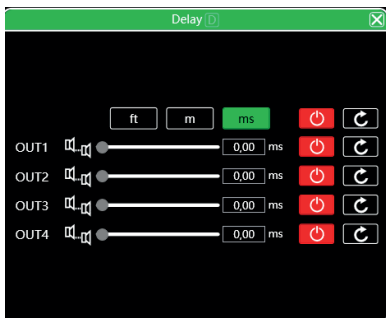 Delay D
ft m ms
OUT1 0,00 ms
OUT2 0,00 ms
OUT3 0,00 ms
OUT4 0,00 ms